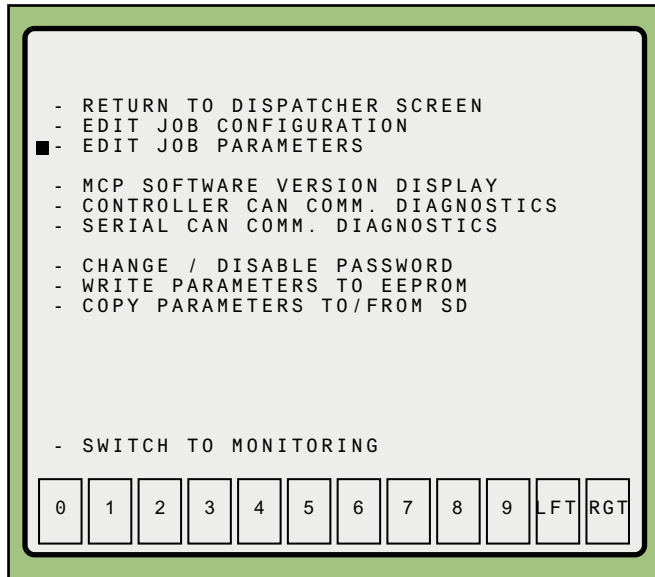 - RETURN TO DISPATCHER SCREEN
- EDIT JOB CONFIGURATION
- EDIT JOB PARAMETERS
- MCP SOFTWARE VERSION DISPLAY
- CONTROLLER CAN COMM. DIAGNOSTICS
- SERIAL CAN COMM. DIAGNOSTICS
- CHANGE / DISABLE PASSWORD
- WRITE PARAMETERS TO EEPROM
- COPY PARAMETERS TO/FROM SD
- SWITCH TO MONITORING
0 1 2 3 4 5 6 7 8 9 LFT RGT